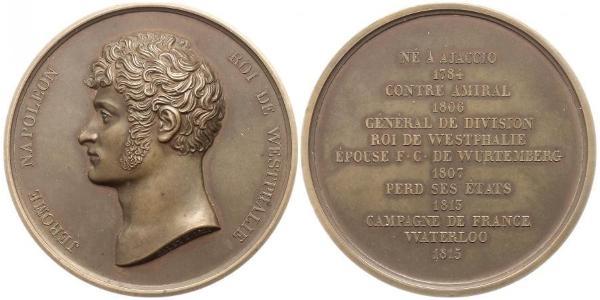 JEROME NAPOLEON
ROI DE WESTPHALIE
NÉ À AJACCIO
1784
CONTRE AMIRAL
1806
GÉNÉRAL DE DIVISION
ROI DE WESTPHALIE
ÉPOUSE F·C· DE WURTEMBERG
1807
PERD SES ÉTATS
1813
CAMPAGNE DE FRANCE
WATERLOO
1815